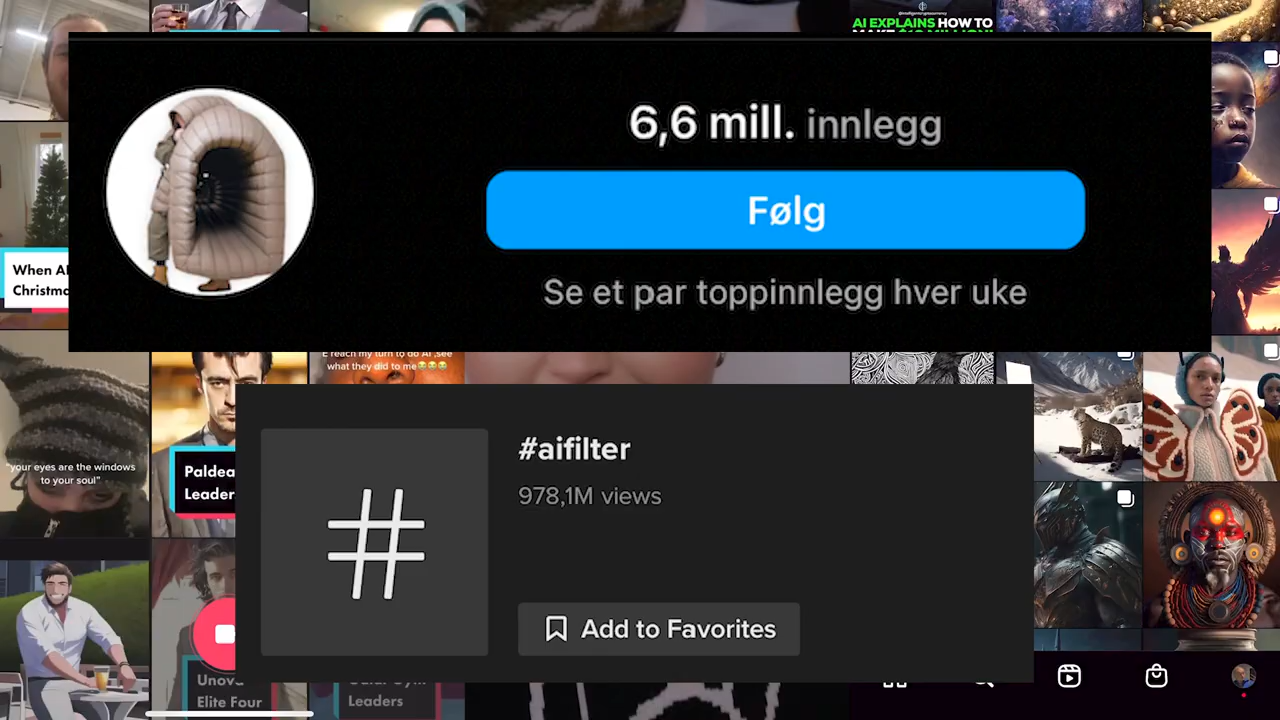 AI EXPLAINS HOW TO
6,6 mill. innlegg
Følg
Se et par toppinnlegg hver uke
When AI
Christma
E reach my turn to do AI ,see
what they did to me😭😭😭
"your eyes are the windows
to your soul"
Paldea
Leader
#aifilter
978,1M views
Add to Favorites
Unova
Elite Four
Leaders